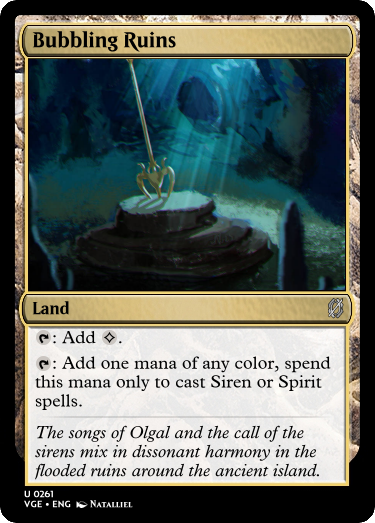 Bubbling Ruins
Land
: Add .
: Add one mana of any color, spend
this mana only to cast Siren or Spirit
spells.
The songs of Olgal and the call of the
sirens mix in dissonant harmony in the
flooded ruins around the ancient island.
U 0261
VGE • ENG Natalliel